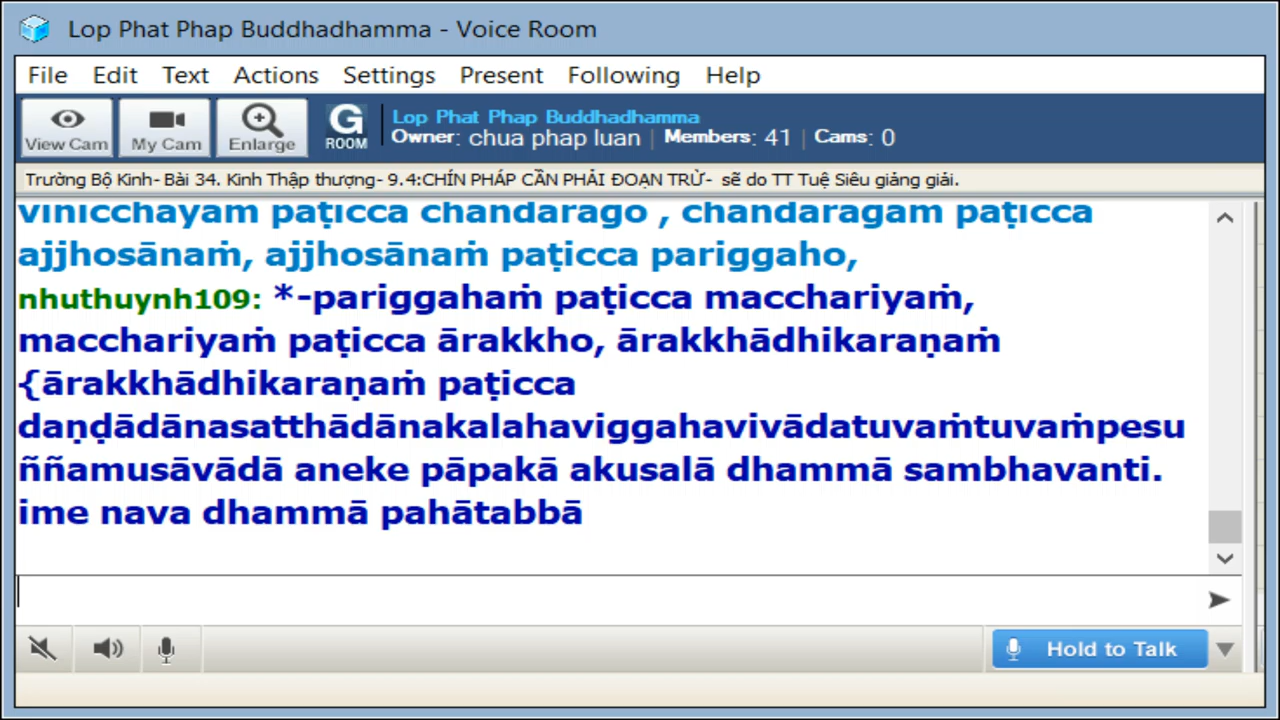 Lop Phat Phap Buddhadhamma - Voice Room
File Edit Text Actions Settings Present Following Help
View Cam My Cam Enlarge G ROOM
Lop Phat Phap Buddhadhamma
Owner: chua phap luan | Members: 41 | Cams: 0
Trường Bộ Kinh- Bài 34. Kinh Thập thượng- 9.4:CHÍN PHÁP CẦN PHẢI ĐOẠN TRỪ- sẽ do TT Tuệ Siêu giảng giải.
vinicchayaṁ paṭicca chandarāgo , chandarāgaṁ paṭicca
ajjhosānaṁ, ajjhosānaṁ paṭicca pariggaho,
nhuthuynh109: *-pariggahaṁ paṭicca macchariyaṁ,
macchariyaṁ paṭicca ārakkho, ārakkhādhikaraṇaṁ
{ārakkhādhikaraṇaṁ paṭicca
daṇḍādānasatthādānakalahaviggahavivādatuvaṁtuvaṁpesu
ññamusāvādā aneke pāpakā akusalā dhammā sambhavanti.
ime nava dhammā pahātabbā
Hold to Talk